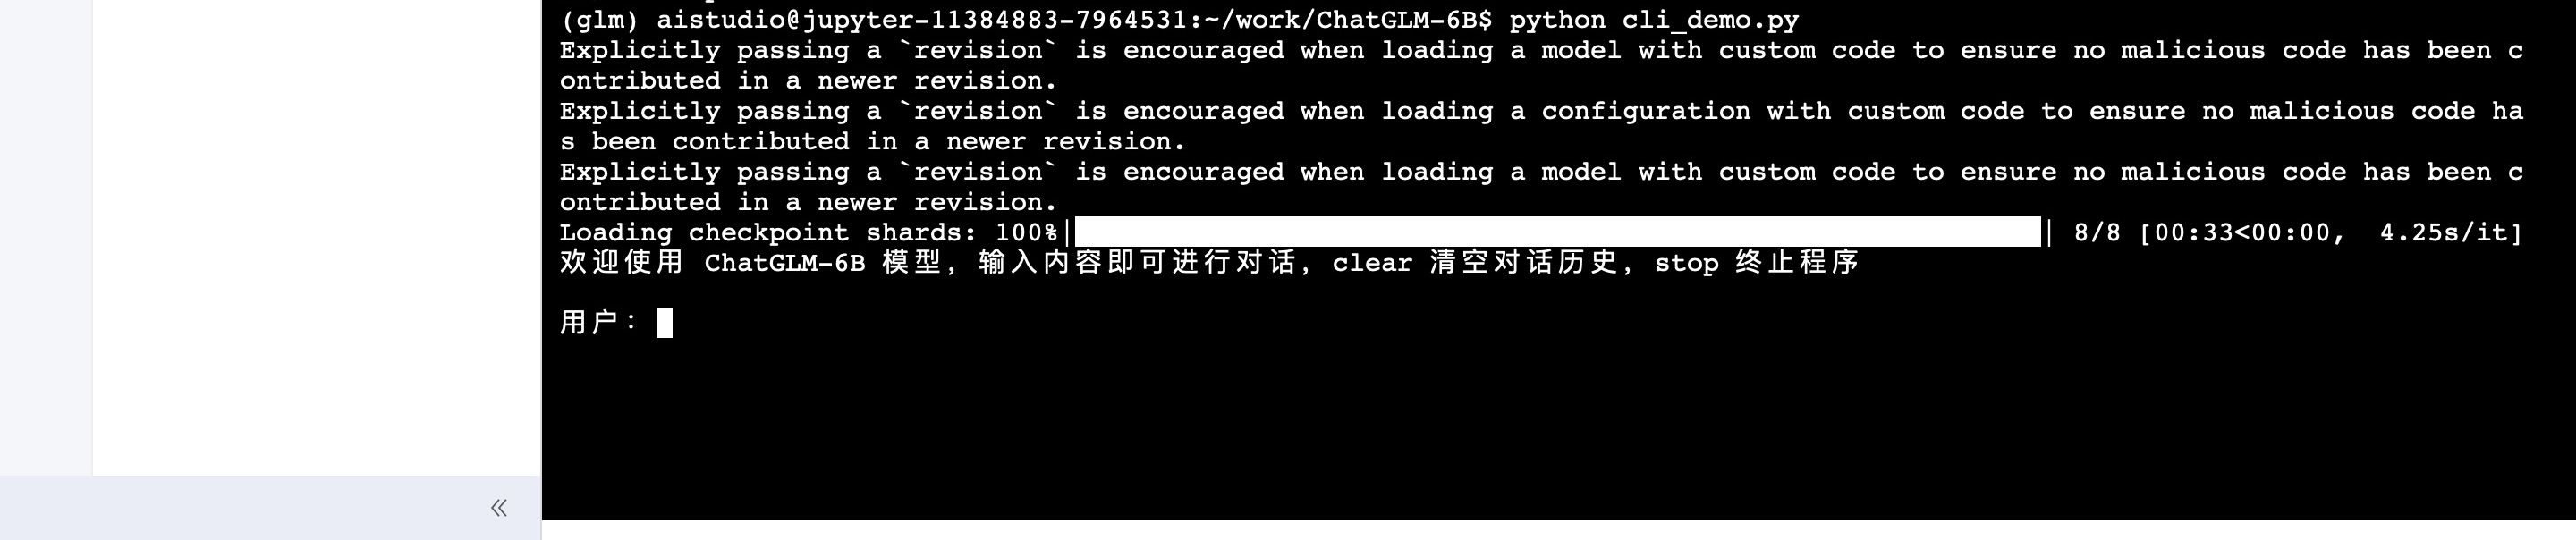 (glm) aistudio@jupyter-11384883-7964531:~/work/ChatGLM-6B$ python cli_demo.py
Explicitly passing a `revision` is encouraged when loading a model with custom code to ensure no malicious code has been c
ontributed in a newer revision.
Explicitly passing a `revision` is encouraged when loading a configuration with custom code to ensure no malicious code ha
s been contributed in a newer revision.
Explicitly passing a `revision` is encouraged when loading a model with custom code to ensure no malicious code has been c
ontributed in a newer revision.
Loading checkpoint shards: 100%|██████████| 8/8 [00:33<00:00,  4.25s/it]
欢迎使用 ChatGLM-6B 模型，输入内容即可进行对话，clear 清空对话历史，stop 终止程序
用户：